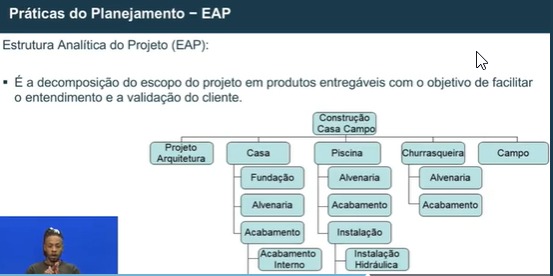 Práticas do Planejamento – EAP
Estrutura Analítica do Projeto (EAP):
▪ É a decomposição do escopo do projeto em produtos entregáveis com o objetivo de facilitar
o entendimento e a validação do cliente.
Construção
Casa Campo
Projeto
Arquitetura
Casa
Piscina
Churrasqueira
Campo
Fundação
Alvenaria
Alvenaria
Alvenaria
Acabamento
Acabamento
Acabamento
Instalação
Acabamento
Interno
Instalação
Hidráulica